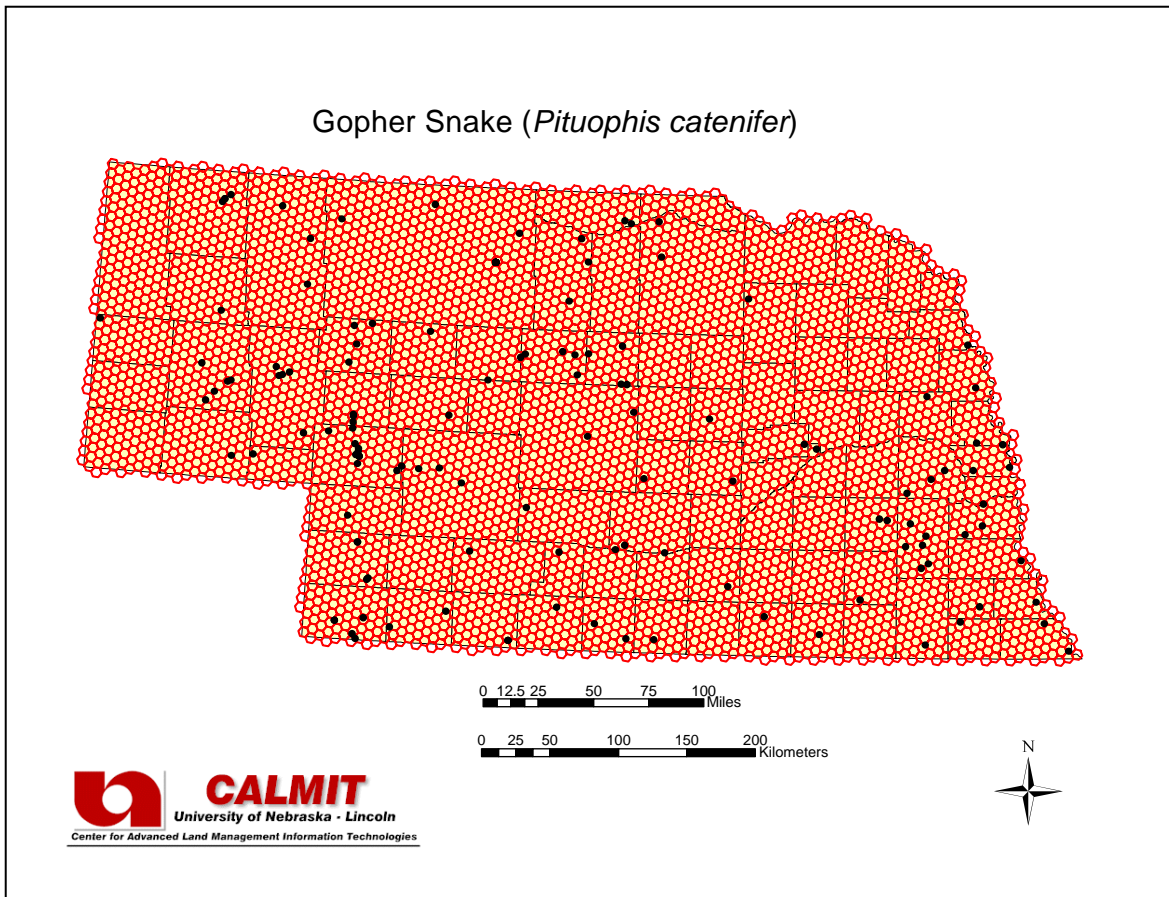 Gopher Snake (Pituophis catenifer)
0 12.5 25 50 75 100
Miles
0 25 50 100 150 200
Kilometers
N
CALMIT
University of Nebraska - Lincoln
Center for Advanced Land Management Information Technologies